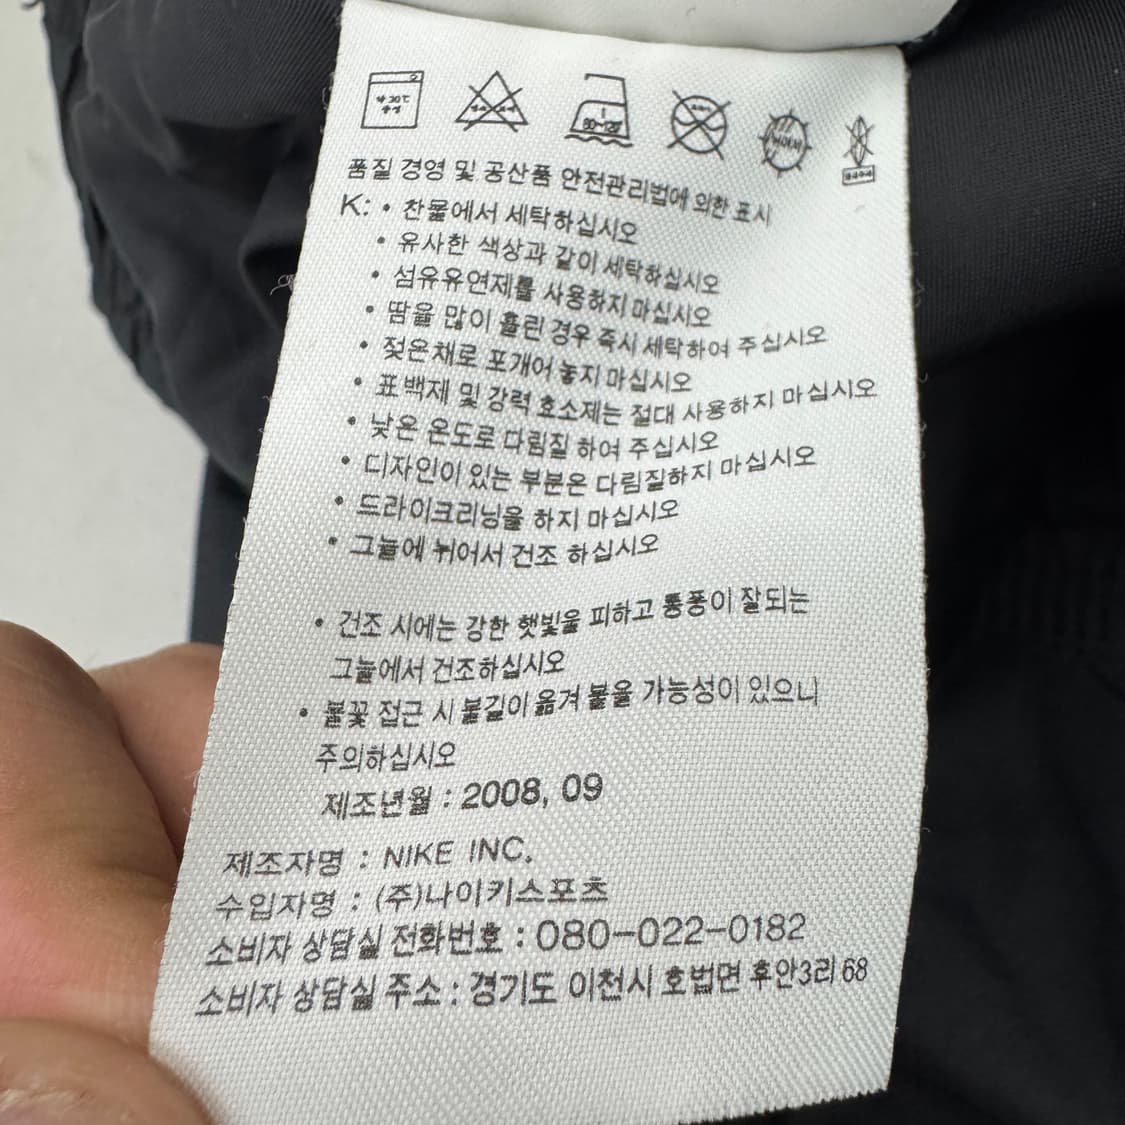 약 30℃
80~120℃
품질 경영 및 공산품 안전관리법에 의한 표시
K: • 찬물에서 세탁하십시오
• 유사한 색상과 같이 세탁하십시오
• 섬유유연제를 사용하지 마십시오
• 땀을 많이 흘린 경우 즉시 세탁하여 주십시오
• 젖은채로 포개어 놓지 마십시오
• 표백제 및 강력 효소제는 절대 사용하지 마십시오
• 낮은 온도로 다림질 하여 주십시오
• 디자인이 있는 부분은 다림질하지 마십시오
• 드라이크리닝을 하지 마십시오
• 그늘에 뉘어서 건조 하십시오
• 건조 시에는 강한 햇빛을 피하고 통풍이 잘되는
그늘에서 건조하십시오
• 불꽃 접근 시 불길이 옮겨 붙을 가능성이 있으니
주의하십시오
제조년월 : 2008, 09
제조자명 : NIKE INC.
수입자명 : (주)나이키스포츠
소비자 상담실 전화번호 : 080-022-0182
소비자 상담실 주소 : 경기도 이천시 호법면 후안3리 68